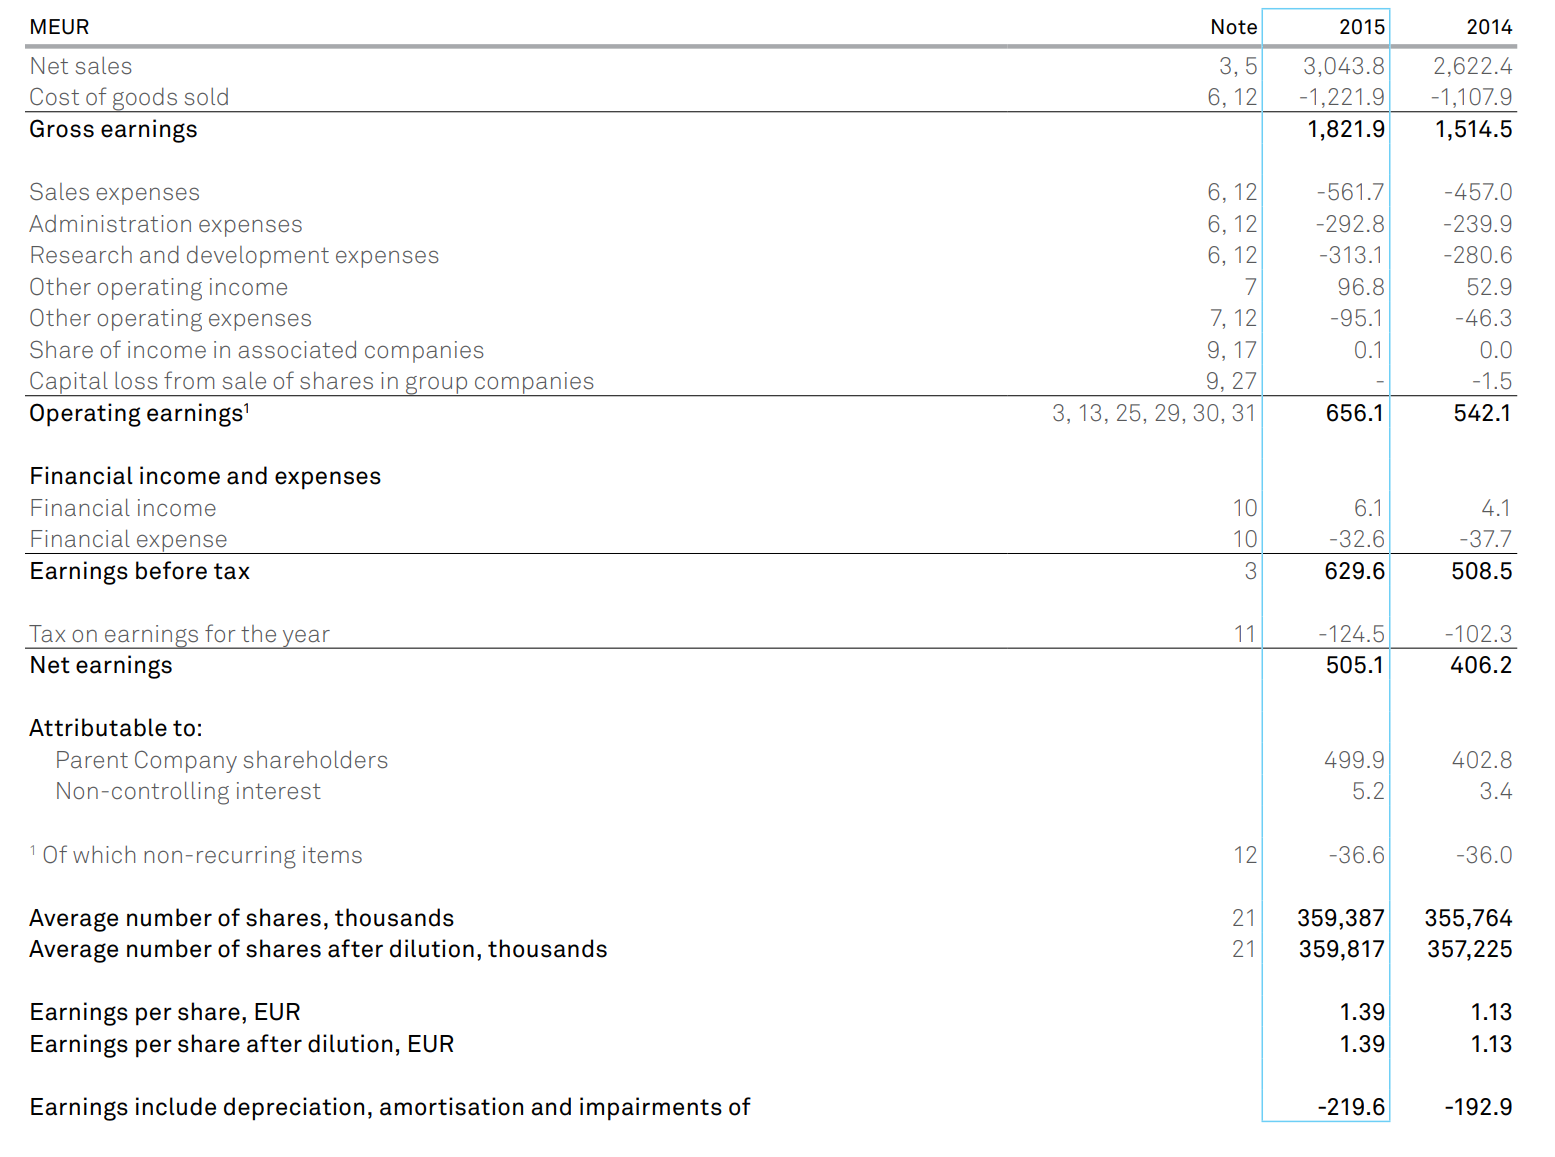 MEUR Note 2015 2014
Net sales 3, 5 3,043.8 2,622.4
Cost of goods sold 6, 12 -1,221.9 -1,107.9
Gross earnings 1,821.9 1,514.5
Sales expenses 6, 12 -561.7 -457.0
Administration expenses 6, 12 -292.8 -239.9
Research and development expenses 6, 12 -313.1 -280.6
Other operating income 7 96.8 52.9
Other operating expenses 7, 12 -95.1 -46.3
Share of income in associated companies 9, 17 0.1 0.0
Capital loss from sale of shares in group companies 9, 27 - -1.5
Operating earnings¹ 3, 13, 25, 29, 30, 31 656.1 542.1
Financial income and expenses
Financial income 10 6.1 4.1
Financial expense 10 -32.6 -37.7
Earnings before tax 3 629.6 508.5
Tax on earnings for the year 11 -124.5 -102.3
Net earnings 505.1 406.2
Attributable to:
Parent Company shareholders 499.9 402.8
Non-controlling interest 5.2 3.4
¹ Of which non-recurring items 12 -36.6 -36.0
Average number of shares, thousands 21 359,387 355,764
Average number of shares after dilution, thousands 21 359,817 357,225
Earnings per share, EUR 1.39 1.13
Earnings per share after dilution, EUR 1.39 1.13
Earnings include depreciation, amortisation and impairments of -219.6 -192.9